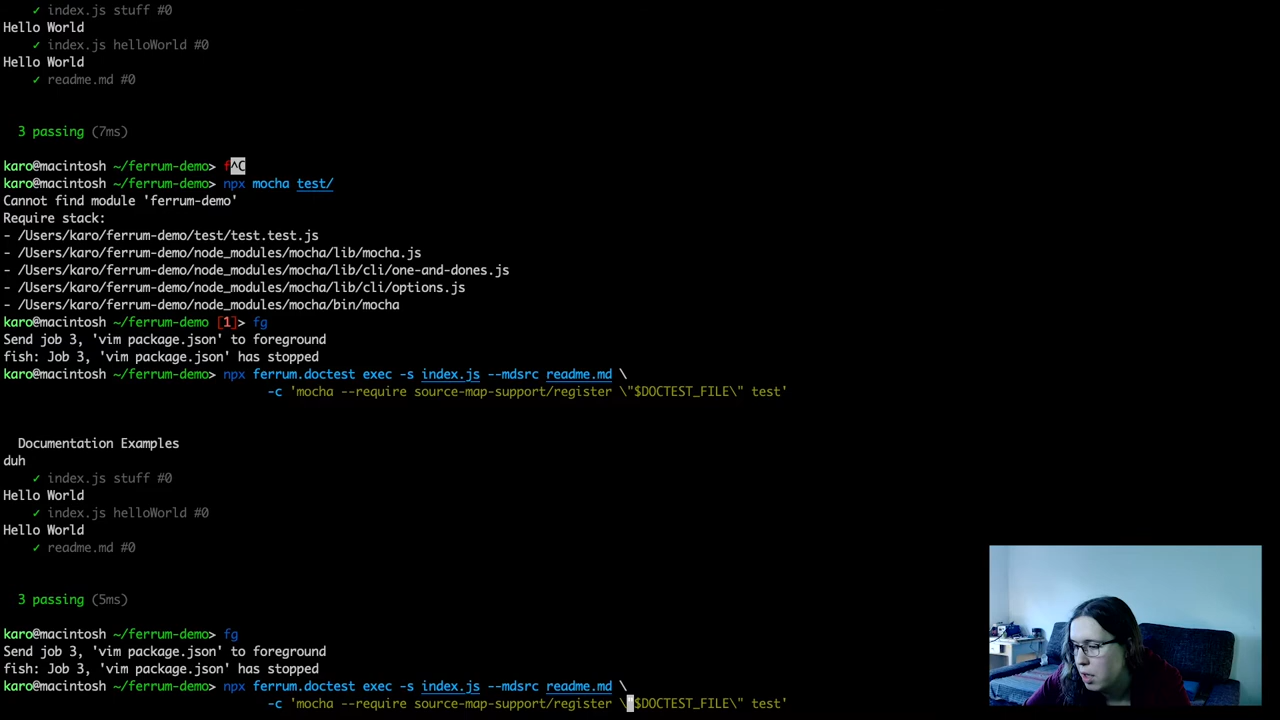 ✓ index.js stuff #0
Hello World
✓ index.js helloWorld #0
Hello World
✓ readme.md #0
3 passing (7ms)
karo@macintosh ~/ferrum-demo> f^C
karo@macintosh ~/ferrum-demo> npx mocha test/
Cannot find module 'ferrum-demo'
Require stack:
- /Users/karo/ferrum-demo/test/test.test.js
- /Users/karo/ferrum-demo/node_modules/mocha/lib/mocha.js
- /Users/karo/ferrum-demo/node_modules/mocha/lib/cli/one-and-dones.js
- /Users/karo/ferrum-demo/node_modules/mocha/lib/cli/options.js
- /Users/karo/ferrum-demo/node_modules/mocha/bin/mocha
karo@macintosh ~/ferrum-demo [1]> fg
Send job 3, 'vim package.json' to foreground
fish: Job 3, 'vim package.json' has stopped
karo@macintosh ~/ferrum-demo> npx ferrum.doctest exec -s index.js --mdsrc readme.md \
-c 'mocha --require source-map-support/register \"$DOCTEST_FILE\" test'
Documentation Examples
duh
✓ index.js stuff #0
Hello World
✓ index.js helloWorld #0
Hello World
✓ readme.md #0
3 passing (5ms)
karo@macintosh ~/ferrum-demo> fg
Send job 3, 'vim package.json' to foreground
fish: Job 3, 'vim package.json' has stopped
karo@macintosh ~/ferrum-demo> npx ferrum.doctest exec -s index.js --mdsrc readme.md \
-c 'mocha --require source-map-support/register \"$DOCTEST_FILE\" test'